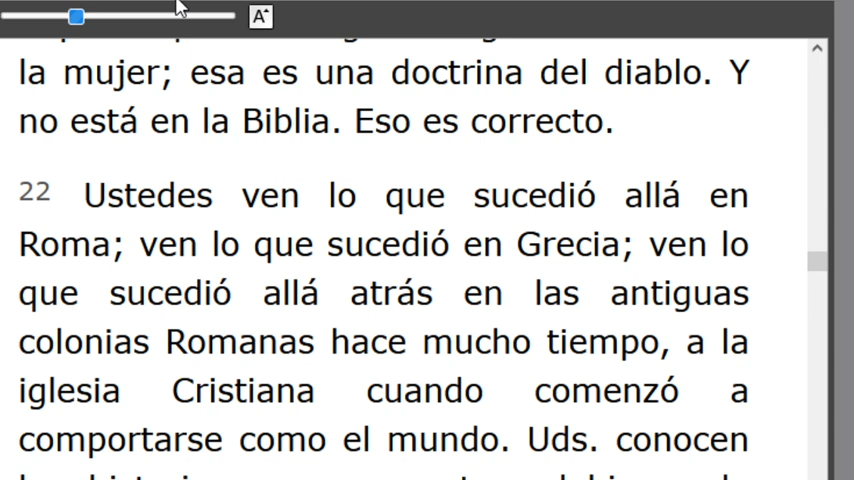 A
la mujer; esa es una doctrina del diablo. Y
no está en la Biblia. Eso es correcto.
22 Ustedes ven lo que sucedió allá en
Roma; ven lo que sucedió en Grecia; ven lo
que sucedió allá atrás en las antiguas
colonias Romanas hace mucho tiempo, a la
iglesia Cristiana cuando comenzó a
comportarse como el mundo. Uds. conocen